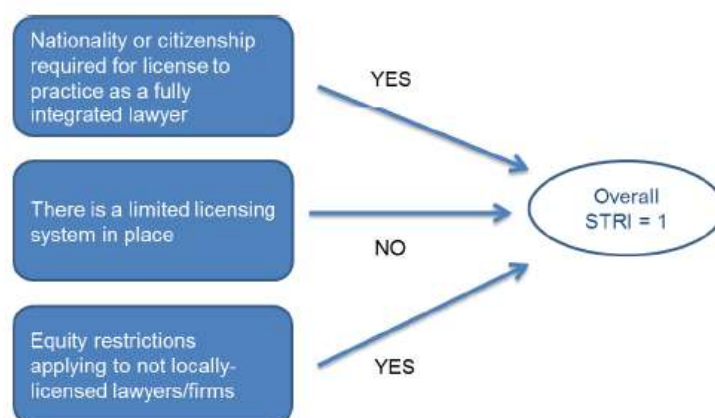 Nationality or citizenship
required for license to
practice as a fully
integrated lawyer
YES
There is a limited licensing
system in place
NO
Overall
STRI = 1
Equity restrictions
applying to not locally-
licensed lawyers/firms
YES